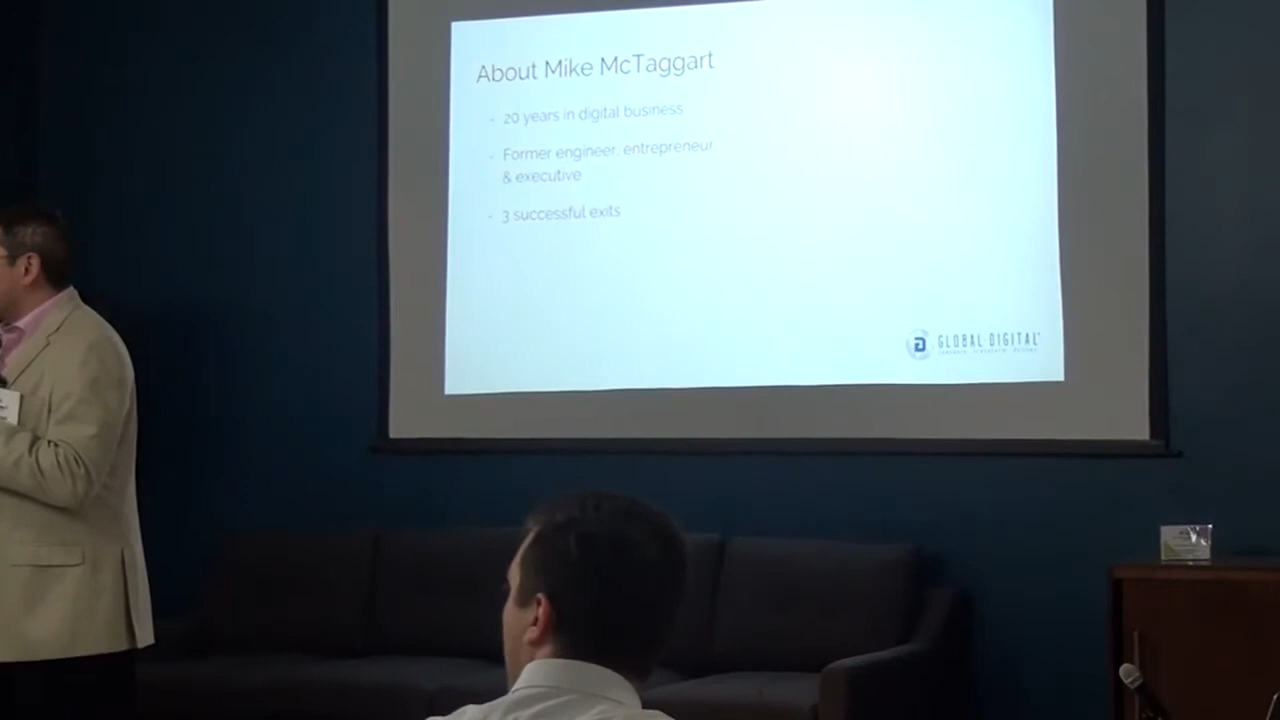 About Mike McTaggart
- 20 years in digital business
- Former engineer, entrepreneur
& executive
- 3 successful exits
GLOBAL DIGITAL